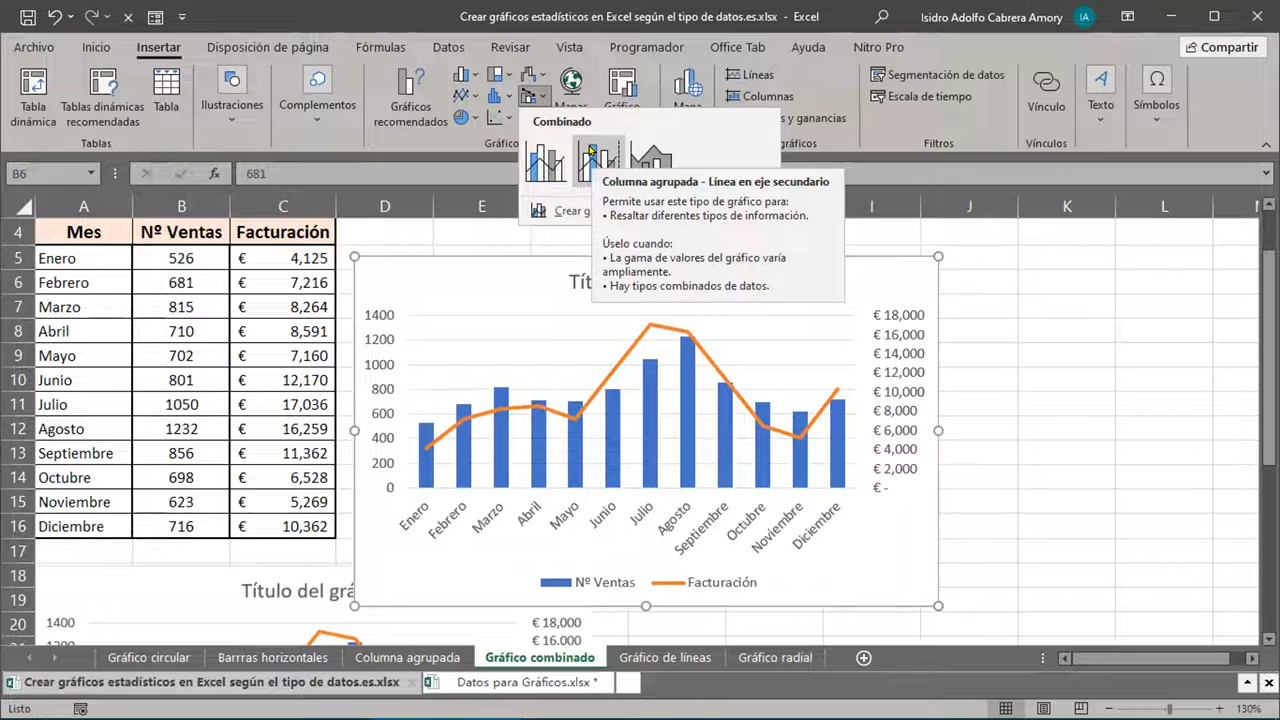 Crear gráficos estadísticos en Excel según el tipo de datos.es.xlsx - Excel
Isidro Adolfo Cabrera Amory
IA
Archivo Inicio Insertar Disposición de página Fórmulas Datos Revisar Vista Programador Office Tab Ayuda Nitro Pro
Compartir
Tabla dinámica
Tablas dinámicas recomendadas
Tabla
Tablas
Ilustraciones
Complementos
Gráficos recomendados
Líneas
Columnas
y ganancias
Segmentación de datos
Escala de tiempo
Filtros
Vínculo
Texto
Símbolos
Combinado
Crear g
Columna agrupada - Línea en eje secundario
Permite usar este tipo de gráfico para:
• Resaltar diferentes tipos de información.
Úselo cuando:
• La gama de valores del gráfico varía
ampliamente.
• Hay tipos combinados de datos.
B6
fx
681
A B C D E I J K L
4 Mes Nº Ventas Facturación
5 Enero 526 € 4,125
6 Febrero 681 € 7,216
7 Marzo 815 € 8,264
8 Abril 710 € 8,591
9 Mayo 702 € 7,160
10 Junio 801 € 12,170
11 Julio 1050 € 17,036
12 Agosto 1232 € 16,259
13 Septiembre 856 € 11,362
14 Octubre 698 € 6,528
15 Noviembre 623 € 5,269
16 Diciembre 716 € 10,362
17
18
19
20
1400 € 18,000
1200 € 16,000
€ 14,000
1000 € 12,000
800 € 10,000
600 € 8,000
€ 6,000
400 € 4,000
200 € 2,000
0 € -
Enero Febrero Marzo Abril Mayo Junio Julio Agosto Septiembre Octubre Noviembre Diciembre
Nº Ventas Facturación
Título del grá
1400 € 18,000
€ 16.000
Gráfico circular Barrras horizontales Columna agrupada Gráfico combinado Gráfico de líneas Gráfico radial
Crear gráficos estadísticos en Excel según el tipo de datos.es.xlsx
Datos para Gráficos.xlsx *
Listo
130%